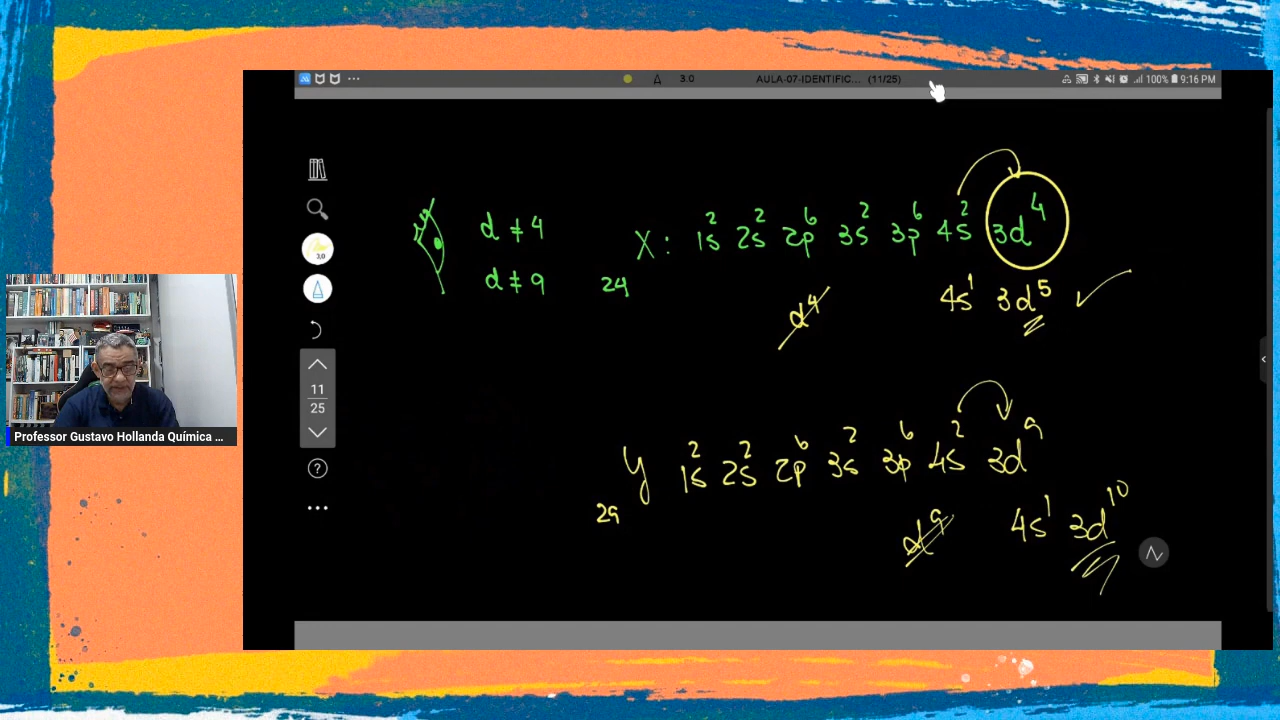 3.0 AULA-07-IDENTIFIC... (11/25) 100% 9:16 PM
d ≠ 4
d ≠ 9
24 X: 1s² 2s² 2p⁶ 3s² 3p⁶ 4s² 3d⁴
d⁴ 4s¹ 3d⁵
29 Y 1s² 2s² 2p⁶ 3s² 3p⁶ 4s² 3d⁹
d⁹ 4s¹ 3d¹⁰
3,0
11
25
?
Professor Gustavo Hollanda Química ...